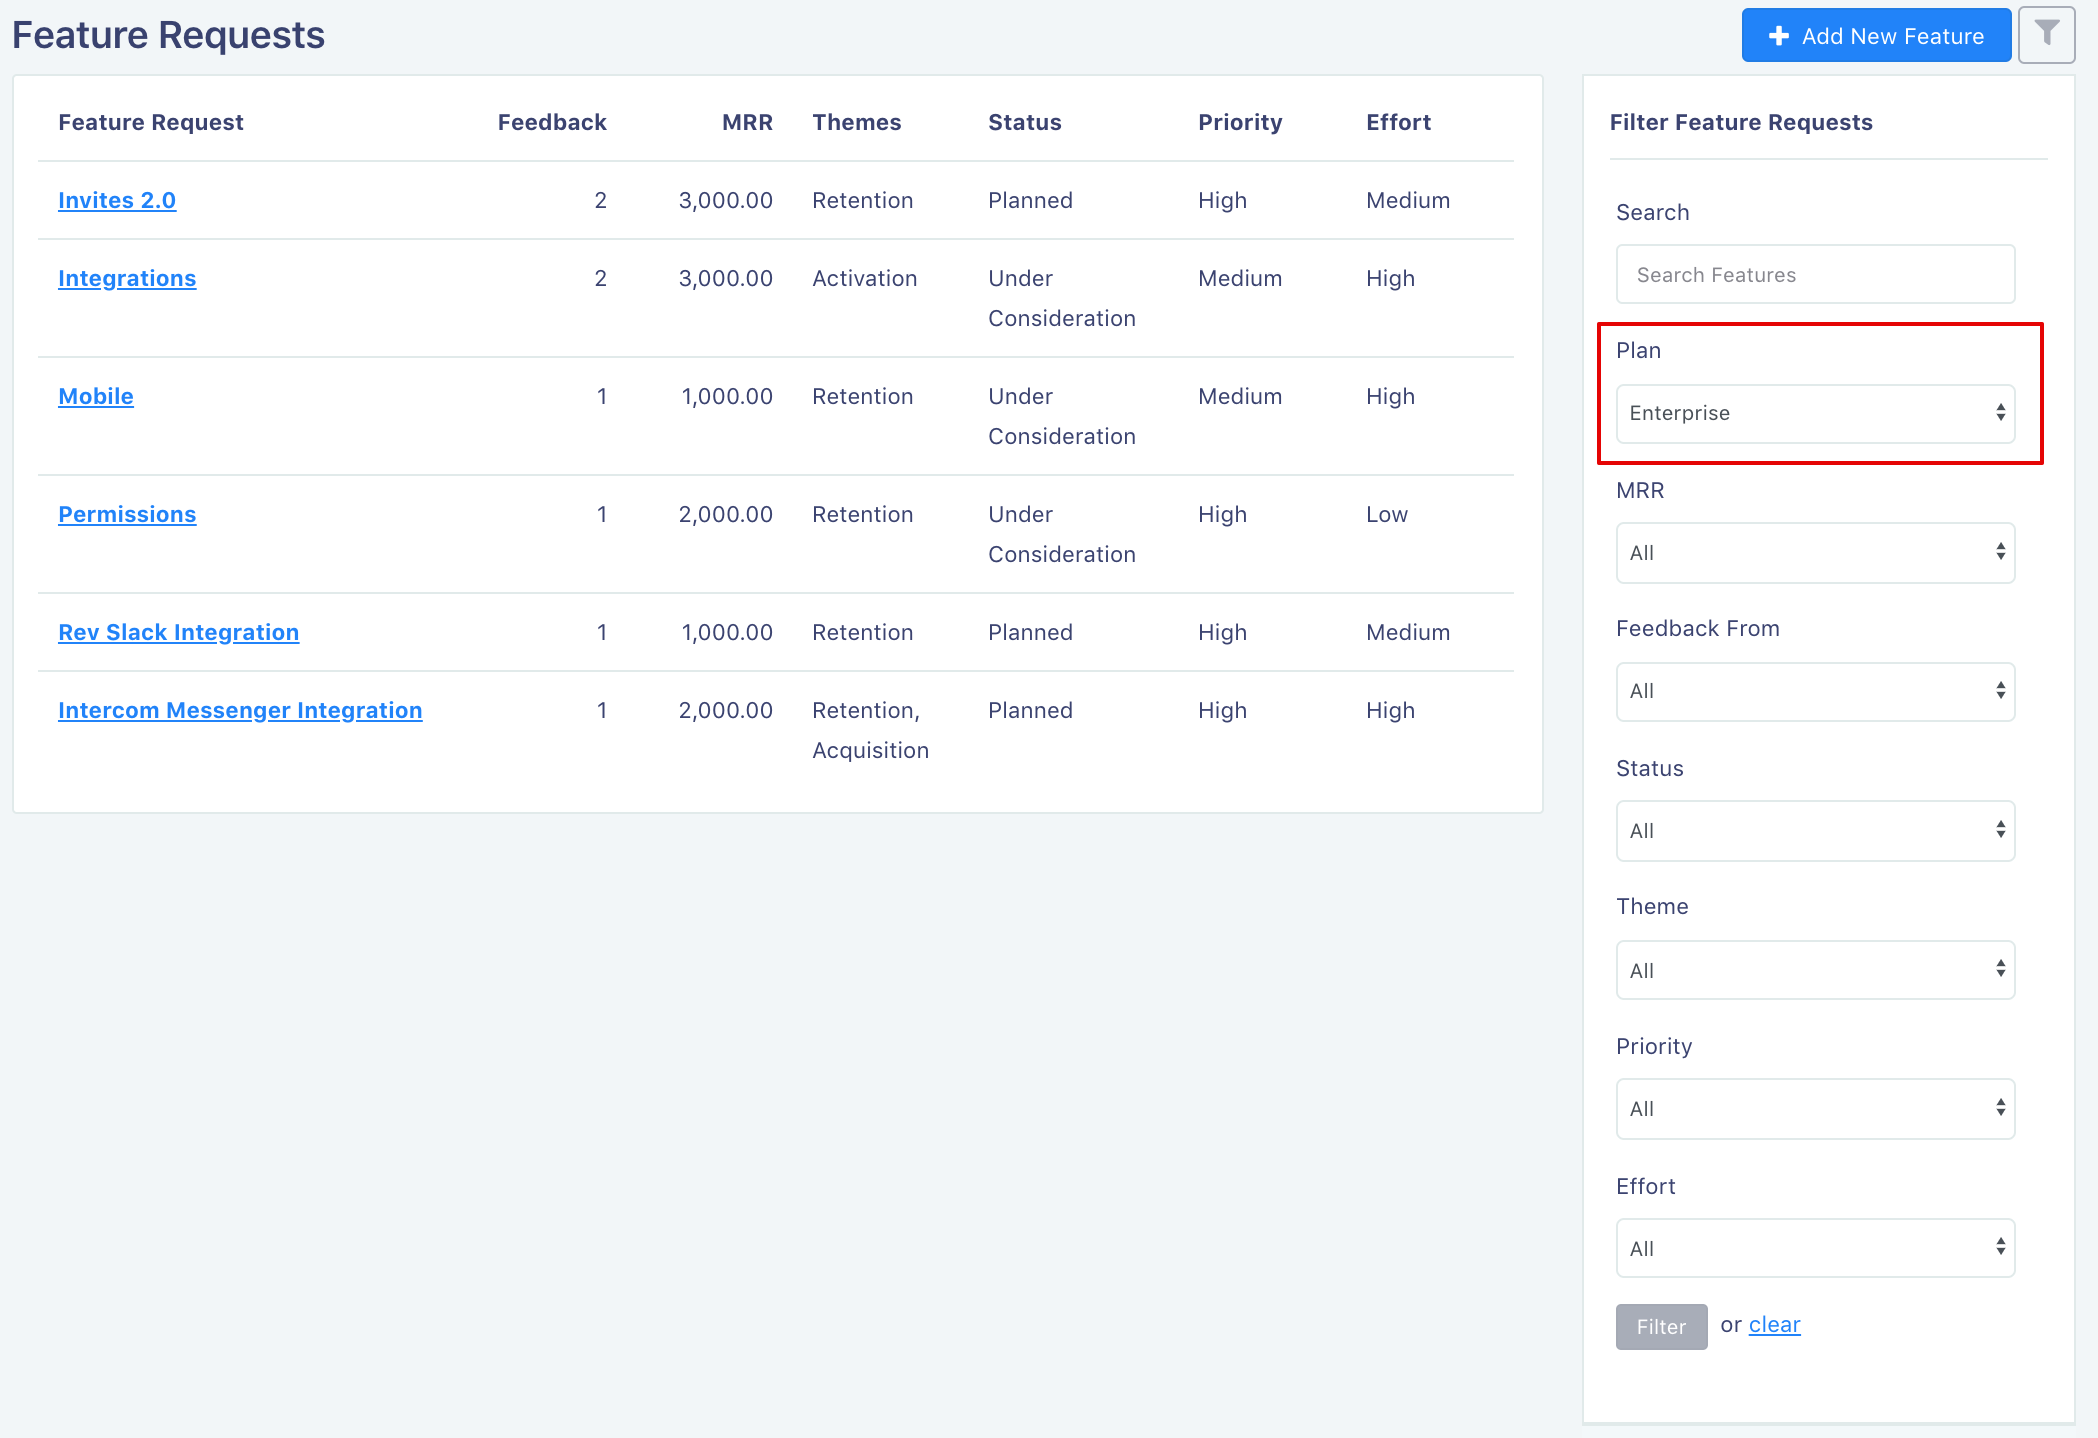 Feature Requests
Add New Feature
Feature Request Feedback MRR Themes Status Priority Effort
Invites 2.0 2 3,000.00 Retention Planned High Medium
Integrations 2 3,000.00 Activation Under Medium High
Consideration
Mobile 1 1,000.00 Retention Under Medium High
Consideration
Permissions 1 2,000.00 Retention Under High Low
Consideration
Rev Slack Integration 1 1,000.00 Retention Planned High Medium
Intercom Messenger Integration 1 2,000.00 Retention, Planned High High
Acquisition
Filter Feature Requests
Search
Search Features
Plan
Enterprise
MRR
All
Feedback From
All
Status
All
Theme
All
Priority
All
Effort
All
Filter or clear